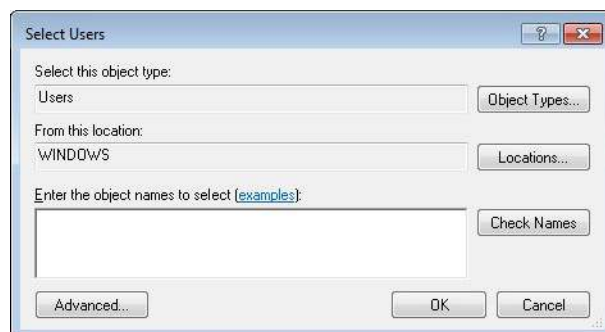 Select Users
Select this object type:
Users
Object Types...
From this location:
WINDOWS
Locations...
Enter the object names to select (examples):
Check Names
Advanced...
OK
Cancel